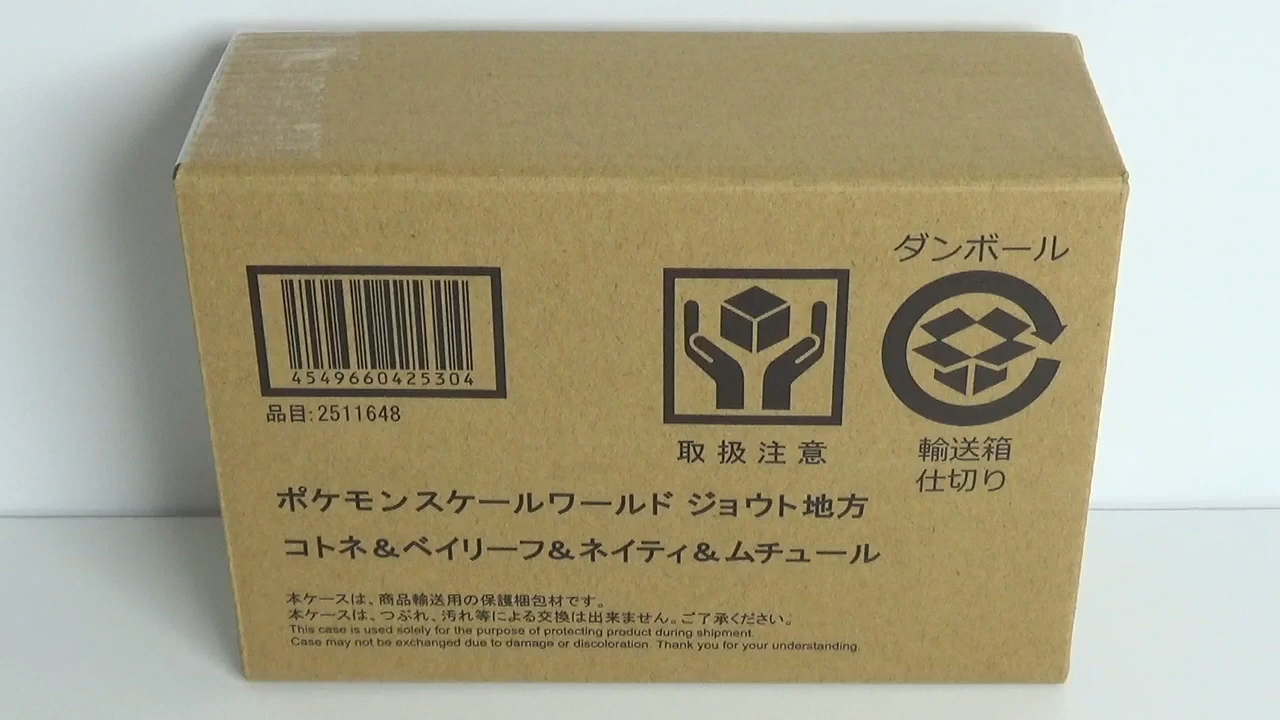 ダンボール
4549660425304
品目:2511648
取扱注意
輸送箱
仕切り
ポケモンスケールワールド ジョウト地方
コトネ&ベイリーフ&ネイティ&ムチュール
本ケースは、商品輸送用の保護梱包材です。
本ケースは、つぶれ、汚れ等による交換は出来ません。ご了承ください。
This case is used solely for the purpose of protecting product during shipment.
Case may not be exchanged due to damage or discoloration. Thank you for your understanding.